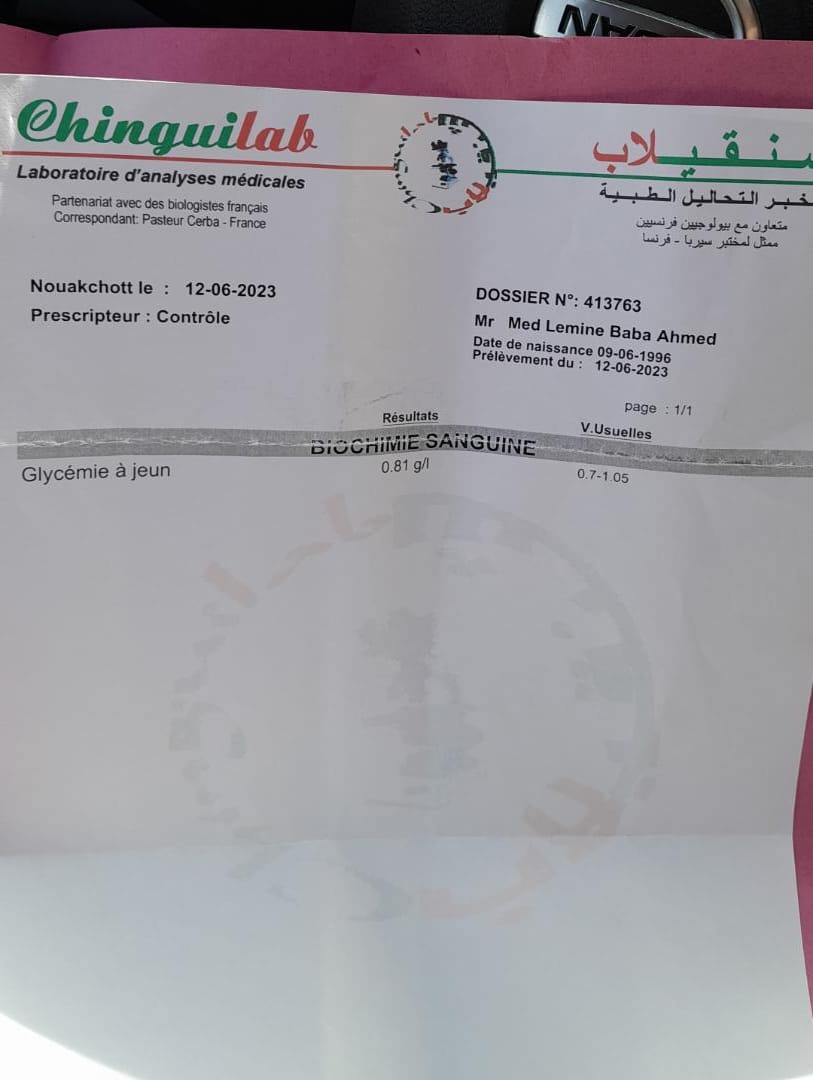 Chinguilab
Laboratoire d'analyses médicales
Partenariat avec des biologistes français
Correspondant: Pasteur Cerba - France
التحاليل الطبية
متعاون مع بيولوجيين فرنسيين
ممثل لمختبر سيربا - فرنسا
Nouakchott le : 12-06-2023
Prescripteur : Contrôle
DOSSIER N°: 413763
Mr Med Lemine Baba Ahmed
Date de naissance 09-06-1996
Prélèvement du : 12-06-2023
page : 1/1
Résultats
V.Usuelles
BIOCHIMIE SANGUINE
Glycémie à jeun 0.81 g/l 0.7-1.05